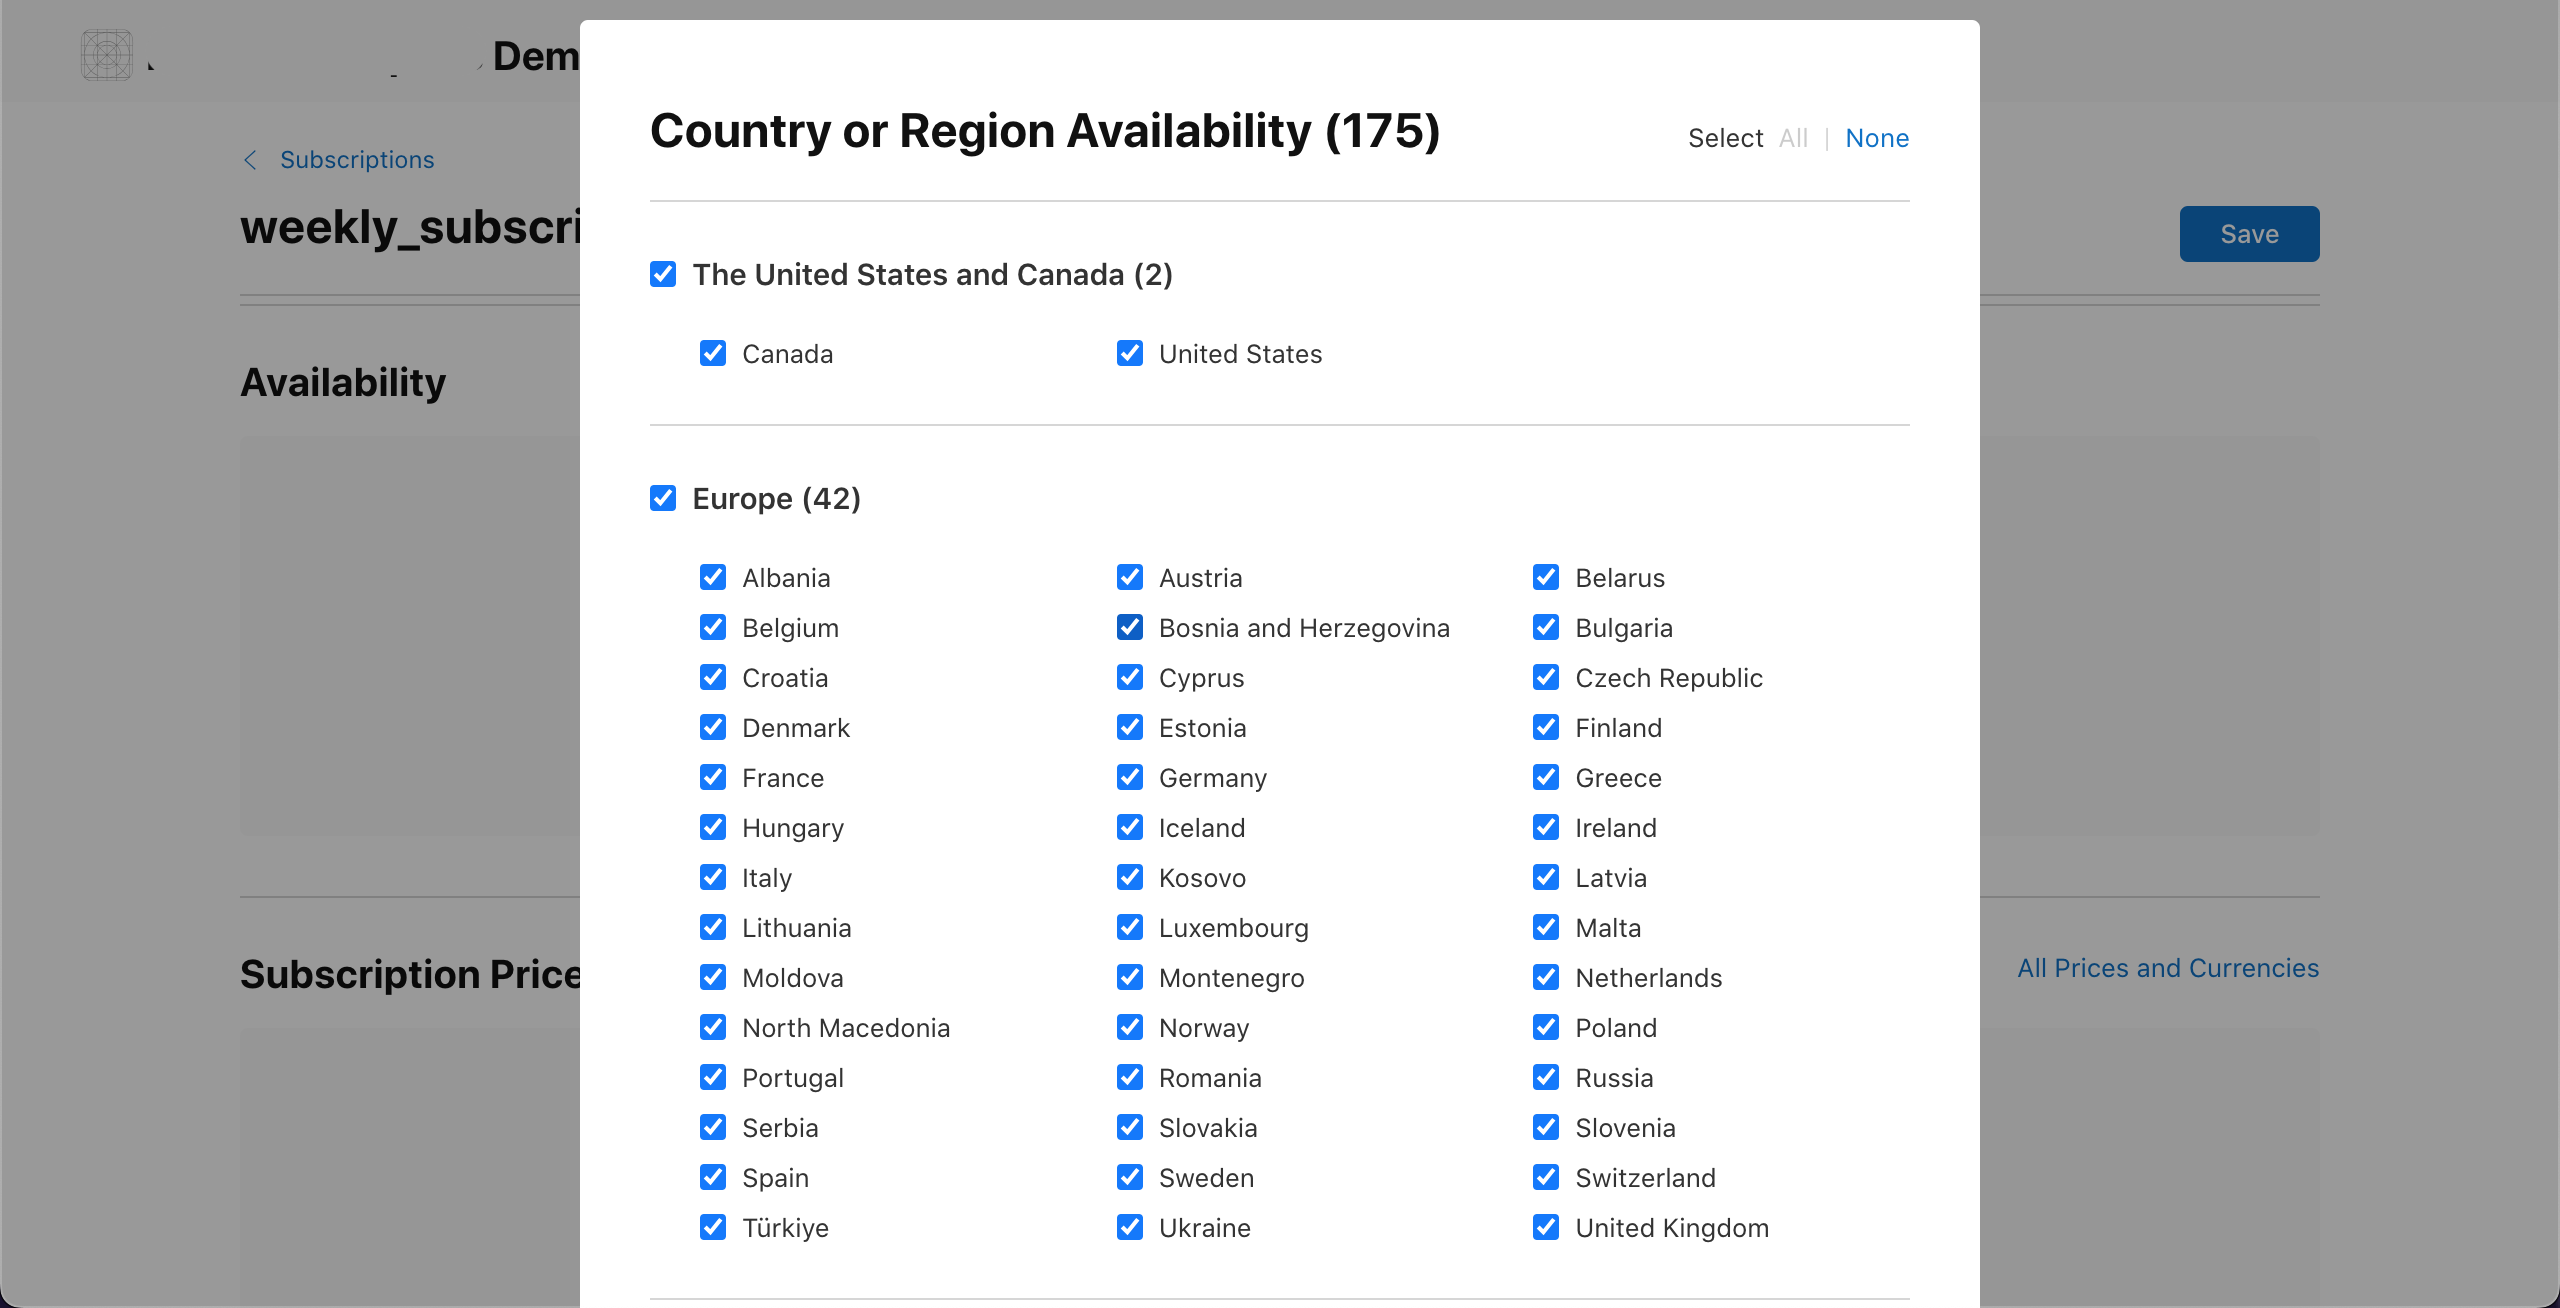 Dem
Subscriptions
weekly_subscri
Save
Availability
Subscription Price
All Prices and Currencies
Country or Region Availability (175)
Select All | None
The United States and Canada (2)
Canada
United States
Europe (42)
Albania
Austria
Belarus
Belgium
Bosnia and Herzegovina
Bulgaria
Croatia
Cyprus
Czech Republic
Denmark
Estonia
Finland
France
Germany
Greece
Hungary
Iceland
Ireland
Italy
Kosovo
Latvia
Lithuania
Luxembourg
Malta
Moldova
Montenegro
Netherlands
North Macedonia
Norway
Poland
Portugal
Romania
Russia
Serbia
Slovakia
Slovenia
Spain
Sweden
Switzerland
Türkiye
Ukraine
United Kingdom